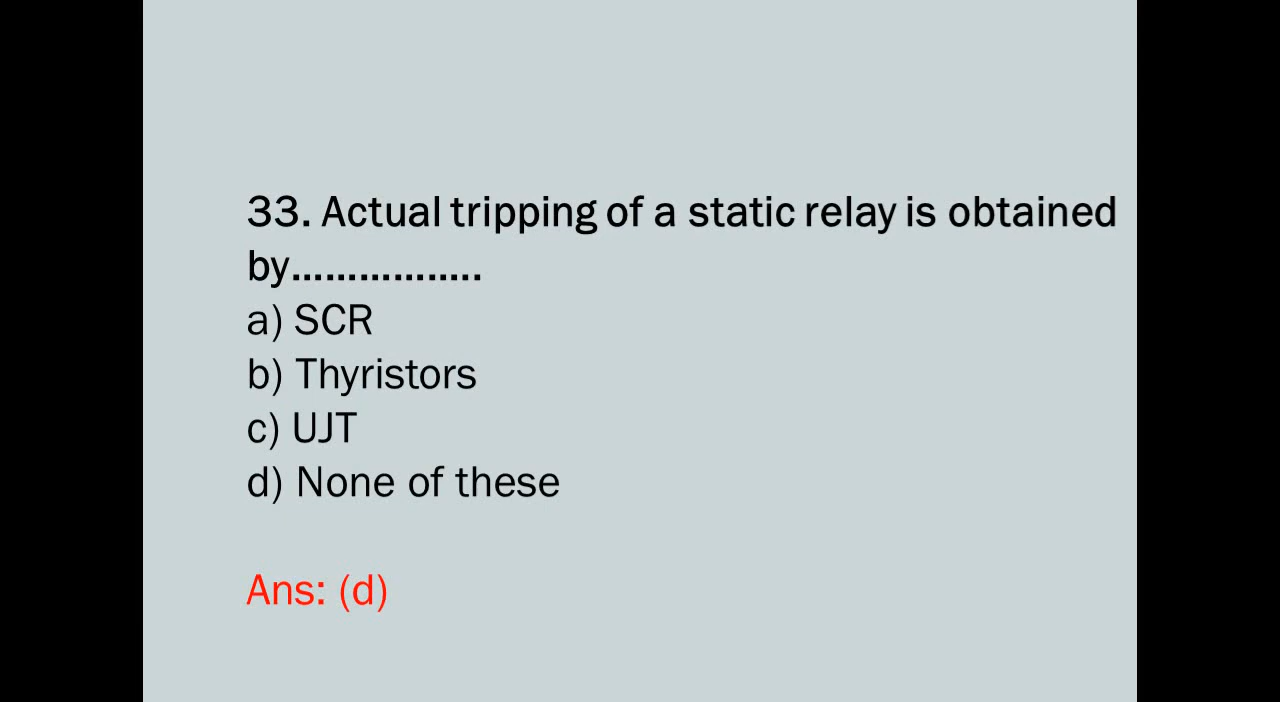 33. Actual tripping of a static relay is obtained
by.................
a) SCR
b) Thyristors
c) UJT
d) None of these
Ans: (d)